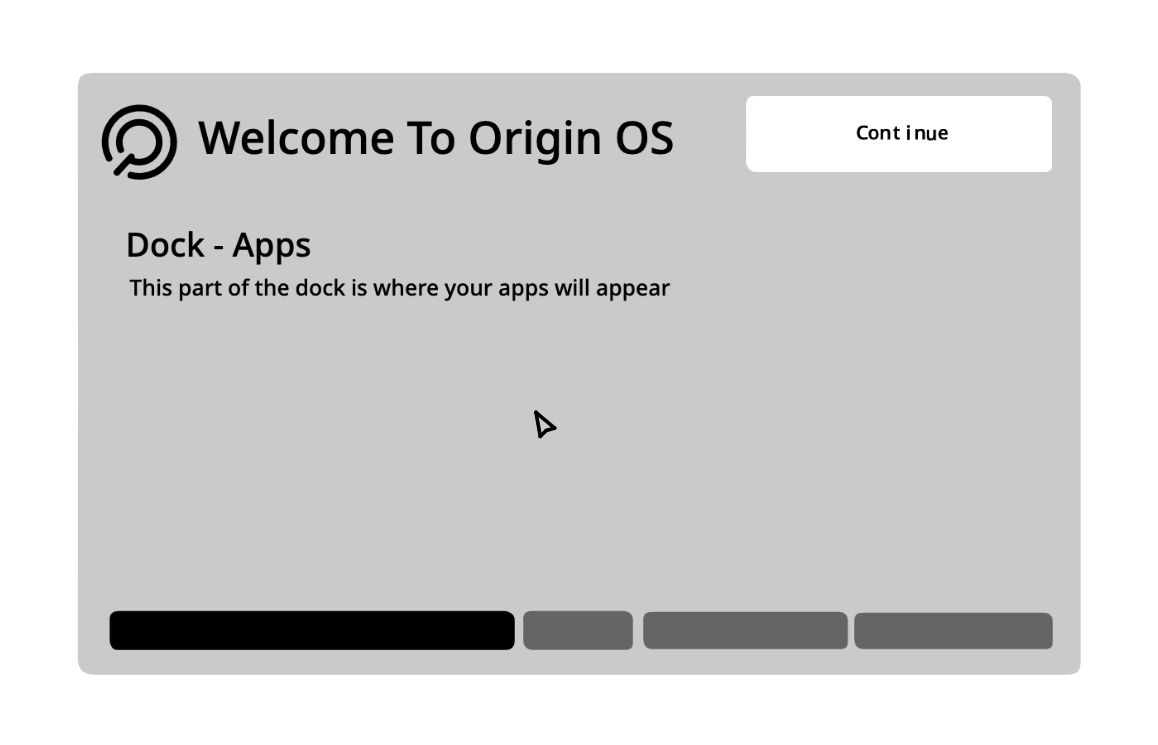 Welcome To Origin OS
Continue
Dock - Apps
This part of the dock is where your apps will appear